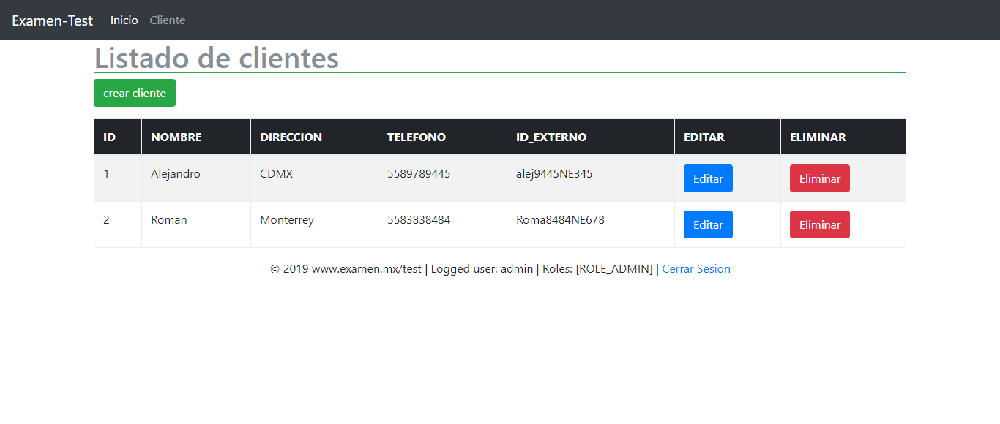 Examen-Test Inicio Cliente
Listado de clientes
crear cliente
ID NOMBRE DIRECCION TELEFONO ID_EXTERNO EDITAR ELIMINAR
1 Alejandro CDMX 5589789445 alej9445NE345 Editar Eliminar
2 Roman Monterrey 5583838484 Roma8484NE678 Editar Eliminar
© 2019 www.examen.mx/test | Logged user: admin | Roles: [ROLE_ADMIN] | Cerrar Sesion